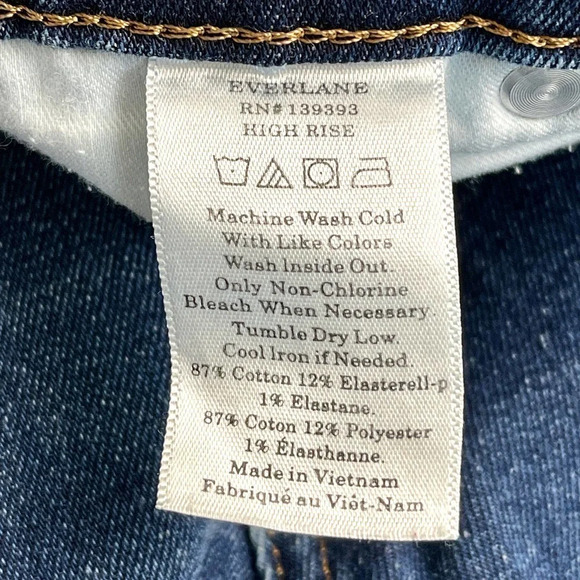 EVERLANE
RN# 139393
HIGH RISE
Machine Wash Cold
With Like Colors
Wash Inside Out.
Only Non-Chlorine
Bleach When Necessary.
Tumble Dry Low.
Cool Iron if Needed.
87% Cotton 12% Elasterell-p
1% Elastane.
87% Coton 12% Polyester
1% Élasthanne.
Made in Vietnam
Fabriqué au Viêt-Nam